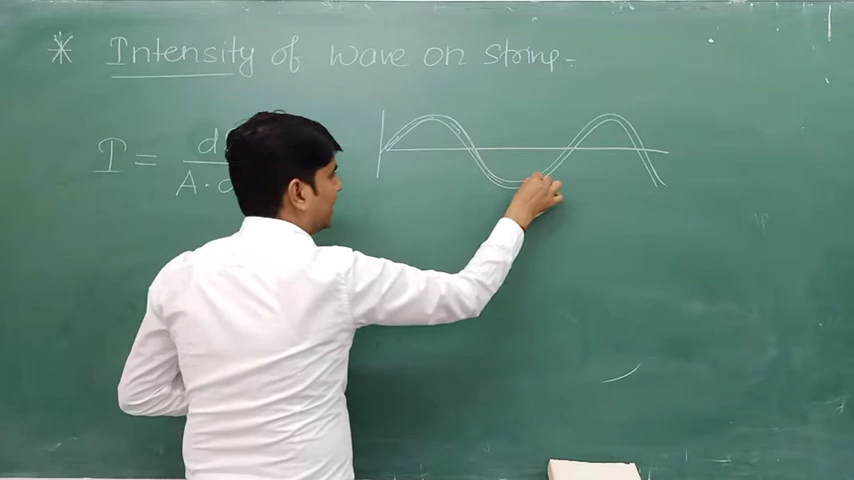 * Intensity of wave on string -
I = d
A.